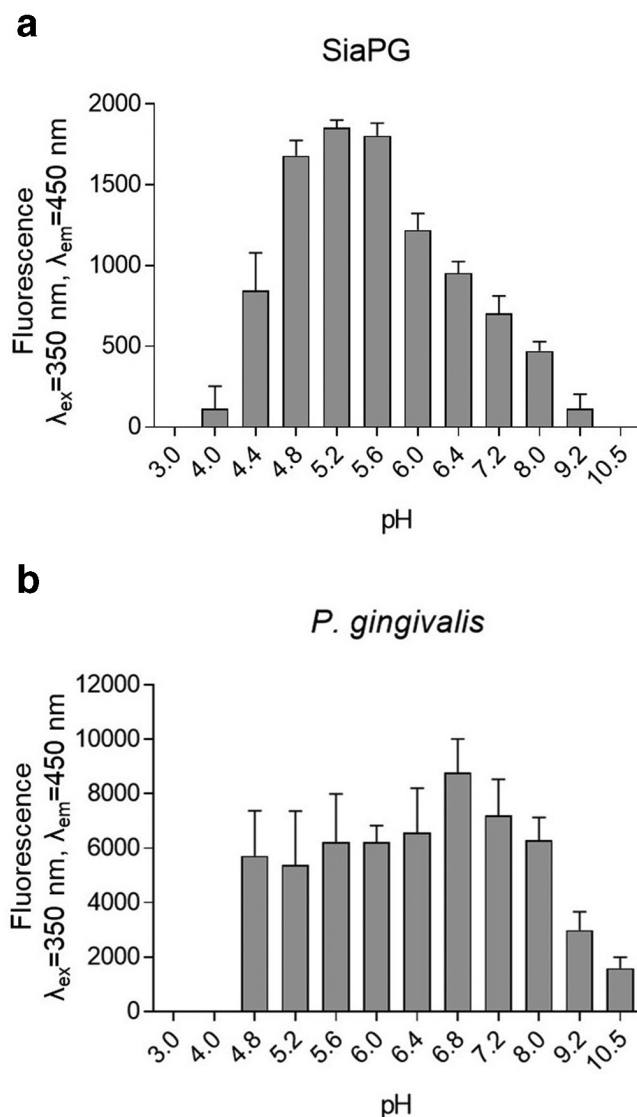 a
SiaPG
Fluorescence
λex=350 nm, λem=450 nm
2000
1500
1000
500
0
3.0 4.0 4.4 4.8 5.2 5.6 6.0 6.4 7.2 8.0 9.2 10.5
pH
b
P. gingivalis
Fluorescence
λex=350 nm, λem=450 nm
12000
10000
8000
6000
4000
2000
0
3.0 4.0 4.8 5.2 5.6 6.0 6.4 6.8 7.2 8.0 9.2 10.5
pH